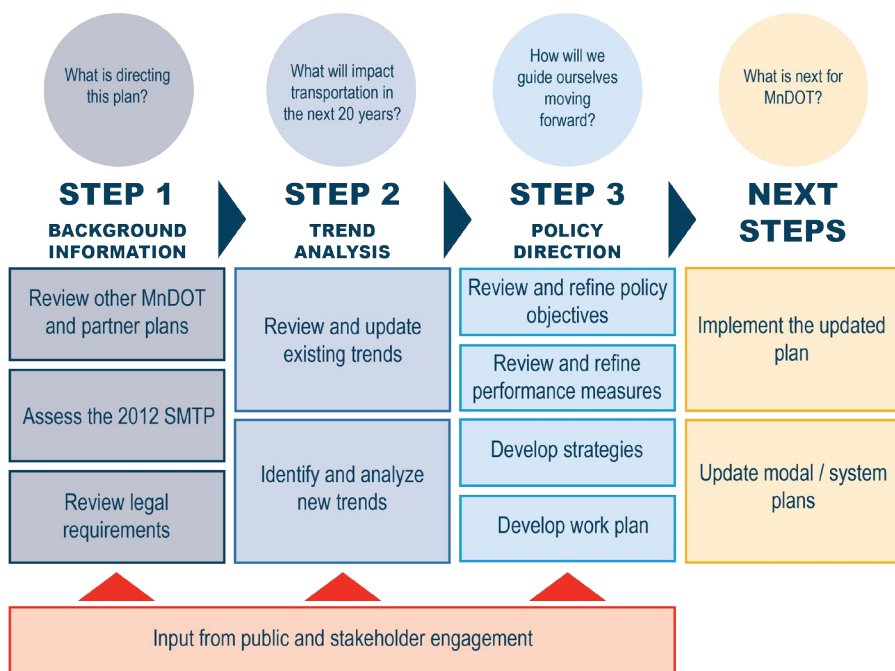 What is directing
this plan?
What will impact
transportation in
the next 20 years?
How will we
guide ourselves
moving
forward?
What is next for
MnDOT?
STEP 1
BACKGROUND
INFORMATION
STEP 2
TREND
ANALYSIS
STEP 3
POLICY
DIRECTION
NEXT
STEPS
Review other MnDOT
and partner plans
Assess the 2012 SMTP
Review legal
requirements
Review and update
existing trends
Identify and analyze
new trends
Review and refine policy
objectives
Review and refine
performance measures
Develop strategies
Develop work plan
Implement the updated
plan
Update modal / system
plans
Input from public and stakeholder engagement